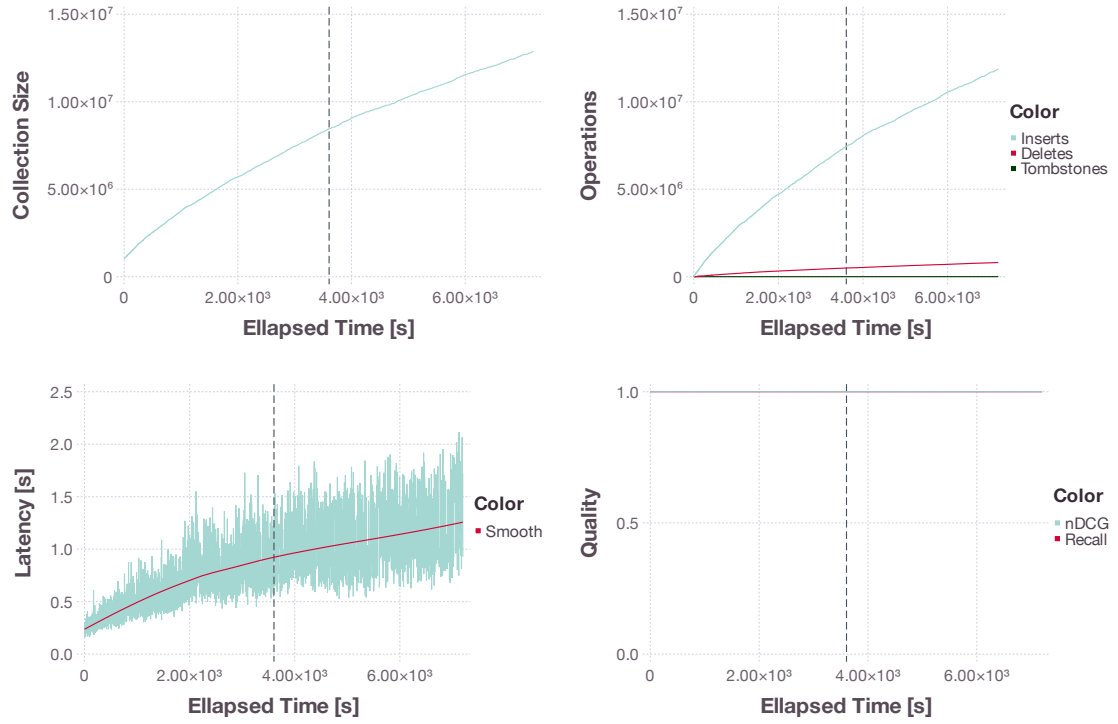 1.50×10⁷
1.00×10⁷
5.00×10⁶
0
Collection Size
0
2.00×10³
4.00×10³
6.00×10³
Ellapsed Time [s]
1.50×10⁷
1.00×10⁷
5.00×10⁶
0
Operations
0
2.00×10³
4.00×10³
6.00×10³
Ellapsed Time [s]
Color
Inserts
Deletes
Tombstones
2.5
2.0
1.5
1.0
0.5
0.0
Latency [s]
0
2.00×10³
4.00×10³
6.00×10³
Ellapsed Time [s]
Color
Smooth
1.0
0.5
0.0
Quality
0
2.00×10³
4.00×10³
6.00×10³
Ellapsed Time [s]
Color
nDCG
Recall